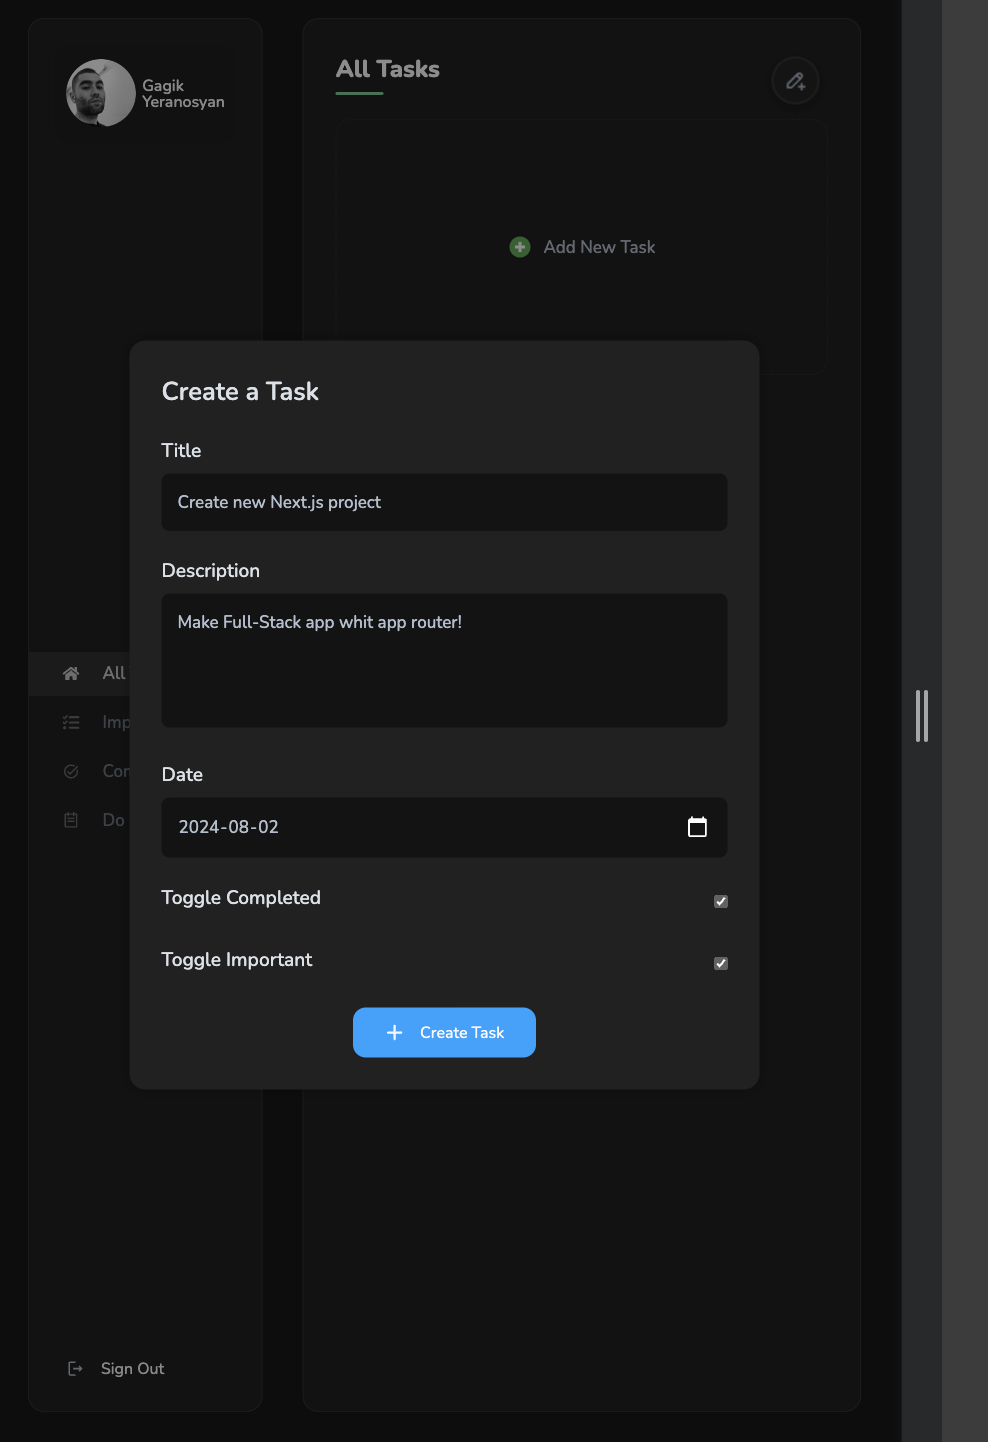 Gagik
Yeranosyan
All Tasks
Add New Task
Create a Task
Title
Create new Next.js project
Description
Make Full-Stack app whit app router!
All
Imp
Do
Date
2024-08-02
Toggle Completed
Toggle Important
Create Task
Sign Out